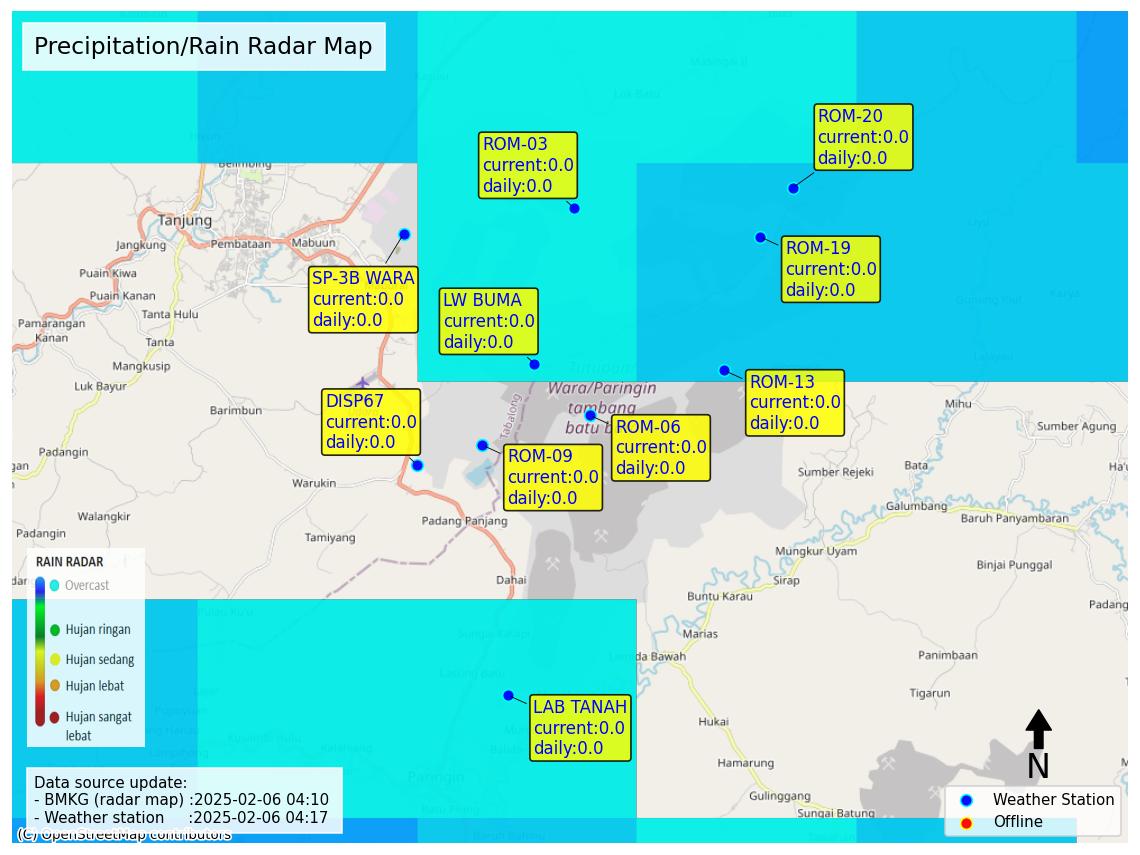 Precipitation/Rain Radar Map
ROM-20
current:0.0
daily:0.0
ROM-03
current:0.0
daily:0.0
Belimbing
Tanjung
Jangkung
Pembataan
Mabuun
ROM-19
current:0.0
daily:0.0
SP-3B WARA
current:0.0
daily:0.0
Puain Kiwa
Puain Kanan
LW BUMA
current:0.0
daily:0.0
Tanta Hulu
Pamarangan
Kanan
Tanta
Mangkusip
Luk Bayur
Tutupan
Wara/Paringin
tambang
ROM-13
current:0.0
daily:0.0
DISP67
current:0.0
daily:0.0
Barimbun
Tabalong
ROM-06
current:0.0
daily:0.0
Mihu
Sumber Agung
Padangin
ROM-09
current:0.0
daily:0.0
Bata
Sumber Rejeki
Warukin
Galumbang
Baruh Panyambaran
Walangkir
Padang Panjang
Padangin
Tamiyang
Mungkur Uyam
Binjai Punggal
Dahai
Sirap
Buntu Karau
RAIN RADAR
Overcast
Hujan ringan
Hujan sedang
Hujan lebat
Hujan sangat
lebat
Marias
Panimbaan
Tigarun
LAB TANAH
current:0.0
daily:0.0
Hukai
Hamarung
Paringin
Gulinggang
Sungai Batung
N
Data source update:
- BMKG (radar map) :2025-02-06 04:10
- Weather station :2025-02-06 04:17
(C) OpenStreetMap contributors
Weather Station
Offline